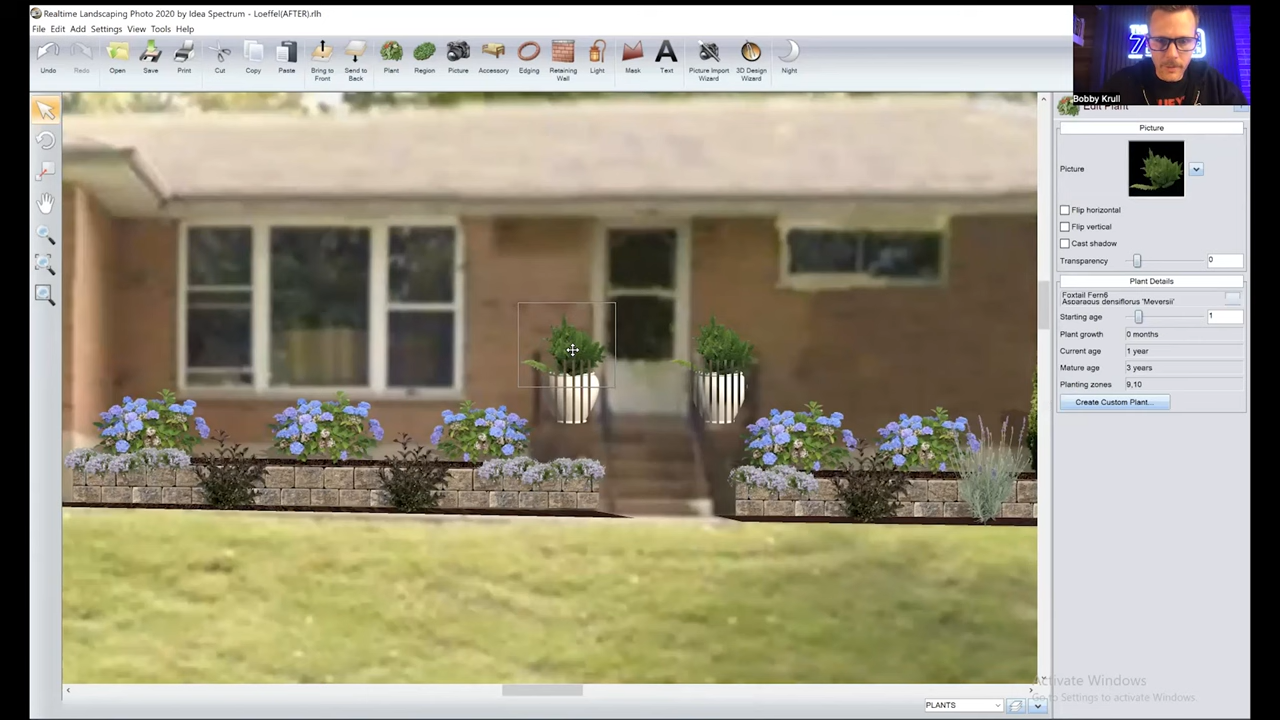 Realtime Landscaping Photo 2020 by Idea Spectrum - Loeffel(AFTER).rlh
File Edit View Add Settings View Tools Help
Undo Redo Open Save Print Cut Copy Paste Bring to Front Send to Back Plant Region Picture Accessory Edging Retaining Wall Light Mask Text Picture Import Wizard 3D Design Wizard Night
Bobby Krull
Edit Plant
Picture
Picture
Flip horizontal
Flip vertical
Cast shadow
Transparency 0
Plant Details
Foxtail Fern6
Asparagus densiflorus 'Meyersii'
Starting age 1
Plant growth 0 months
Current age 1 year
Mature age 3 years
Planting zones 9,10
Create Custom Plant...
Activate Windows
Go to Settings to activate Windows.
PLANTS